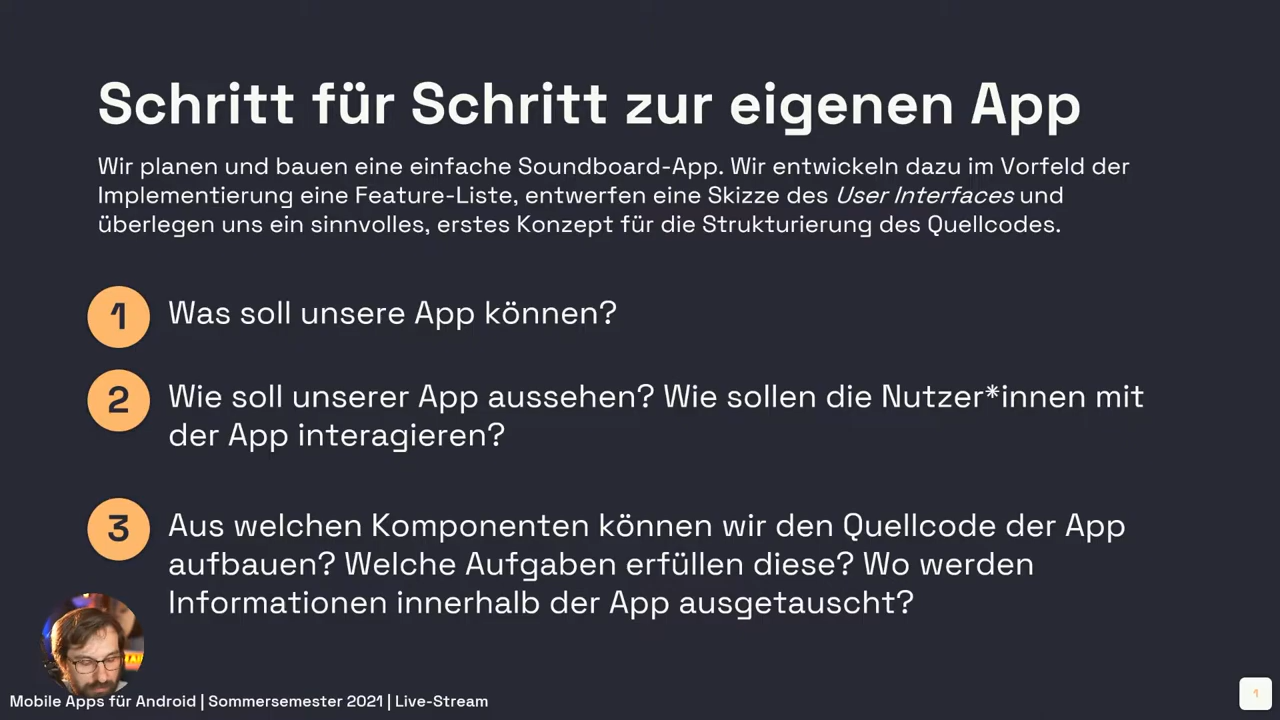 Schritt für Schritt zur eigenen App
Wir planen und bauen eine einfache Soundboard-App. Wir entwickeln dazu im Vorfeld der
Implementierung eine Feature-Liste, entwerfen eine Skizze des User Interfaces und
überlegen uns ein sinnvolles, erstes Konzept für die Strukturierung des Quellcodes.
1 Was soll unsere App können?
2 Wie soll unserer App aussehen? Wie sollen die Nutzer*innen mit
der App interagieren?
3 Aus welchen Komponenten können wir den Quellcode der App
aufbauen? Welche Aufgaben erfüllen diese? Wo werden
Informationen innerhalb der App ausgetauscht?
Mobile Apps für Android | Sommersemester 2021 | Live-Stream
1